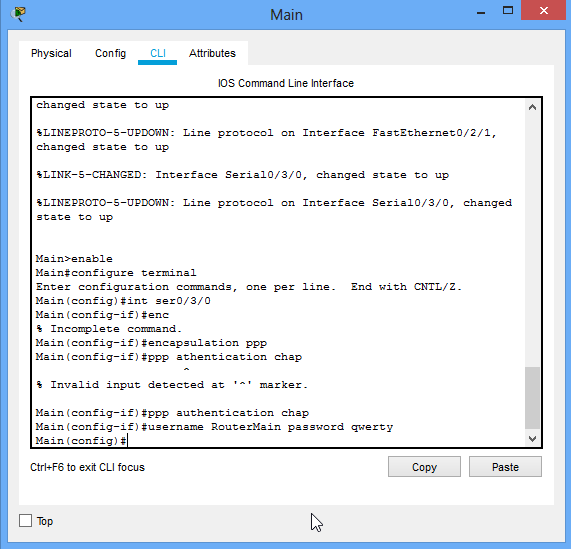 Main
Physical
Config
CLI
Attributes
IOS Command Line Interface
changed state to up
%LINEPROTO-5-UPDOWN: Line protocol on Interface FastEthernet0/2/1,
changed state to up
%LINK-5-CHANGED: Interface Serial0/3/0, changed state to up
%LINEPROTO-5-UPDOWN: Line protocol on Interface Serial0/3/0, changed
state to up
Main>enable
Main#configure terminal
Enter configuration commands, one per line.  End with CNTL/Z.
Main(config)#int ser0/3/0
Main(config-if)#enc
% Incomplete command.
Main(config-if)#encapsulation ppp
Main(config-if)#ppp athentication chap
^
% Invalid input detected at '^' marker.
Main(config-if)#ppp authentication chap
Main(config-if)#username RouterMain password qwerty
Main(config)#
Ctrl+F6 to exit CLI focus
Copy
Paste
Top